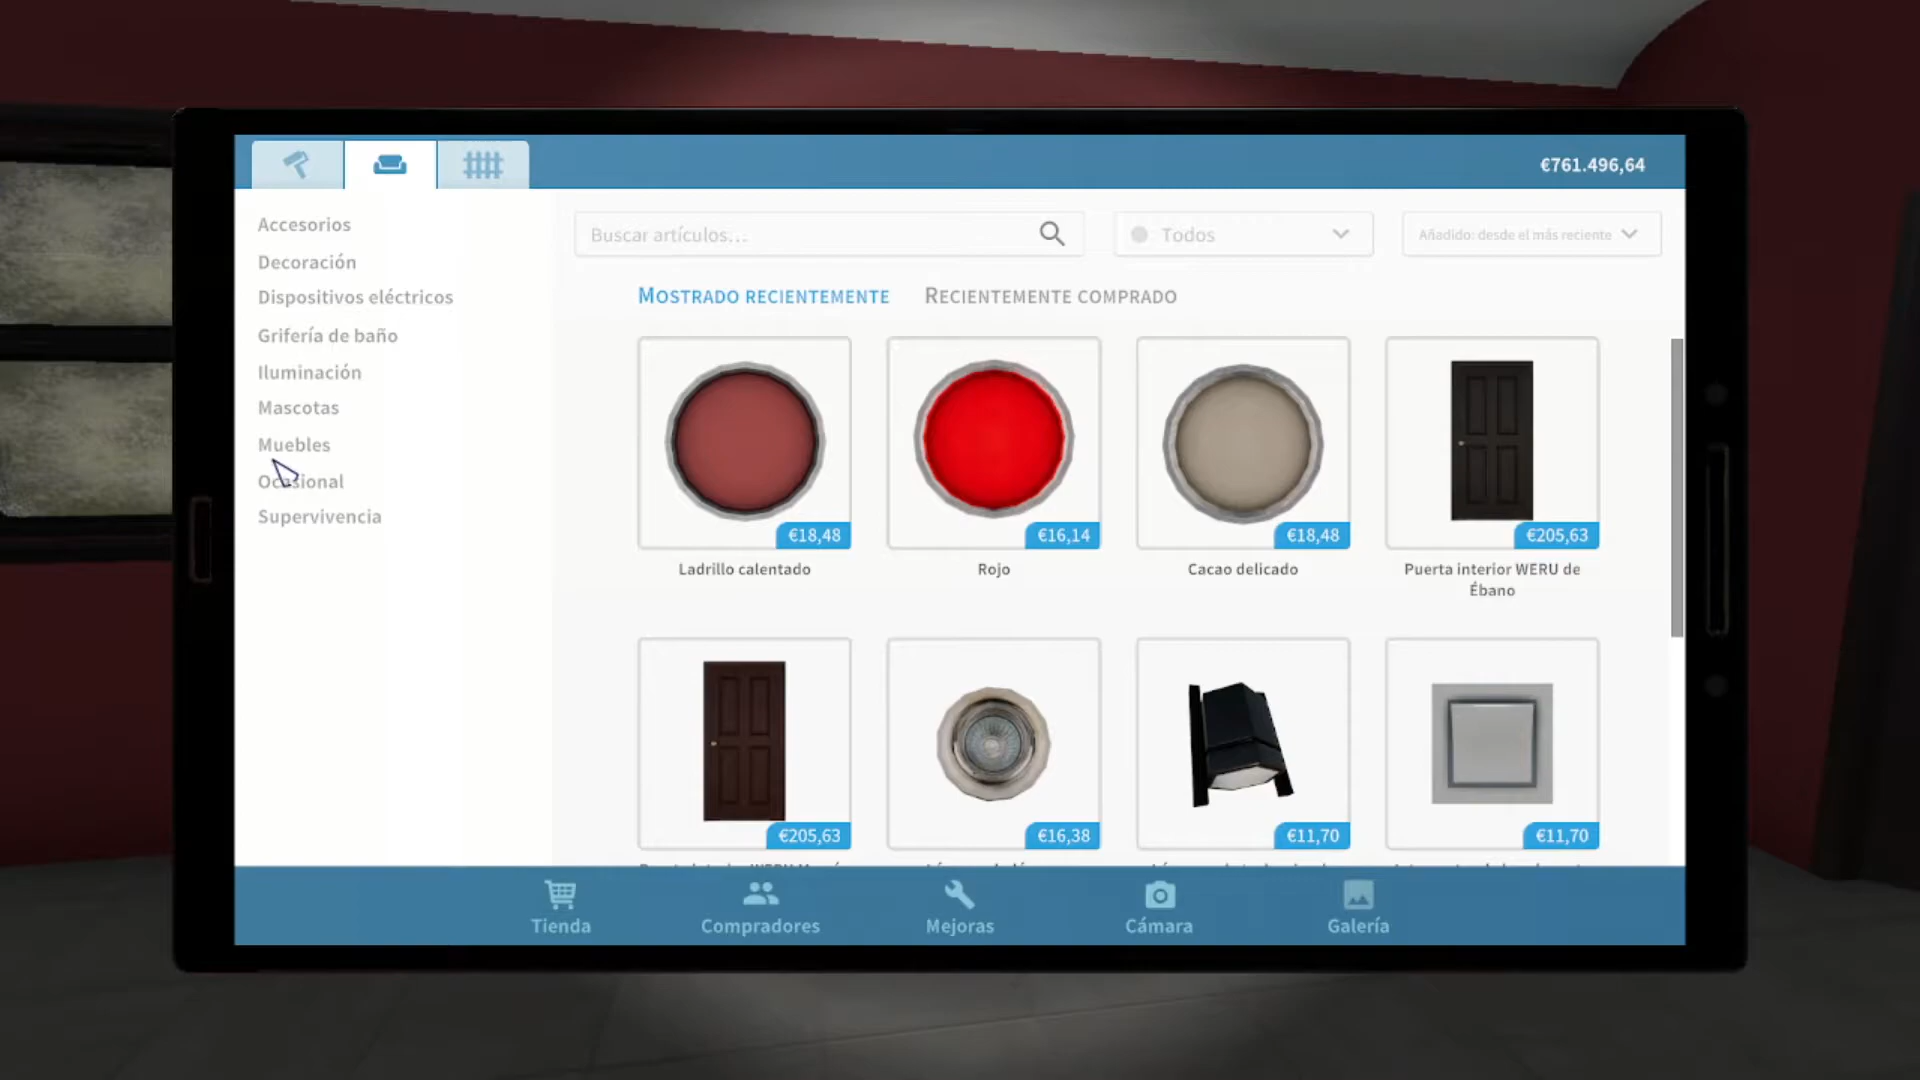 €761.496,64
Accesorios
Decoración
Dispositivos eléctricos
Grifería de baño
Iluminación
Mascotas
Muebles
Ocasional
Supervivencia
Buscar artículos...
Todos
Añadido: desde el más reciente
MOSTRADO RECIENTEMENTE
RECIENTEMENTE COMPRADO
€18,48
€16,14
€18,48
€205,63
Ladrillo calentado
Rojo
Cacao delicado
Puerta interior WERU de
Ébano
€205,63
€16,38
€11,70
€11,70
Tienda
Compradores
Mejoras
Cámara
Galería